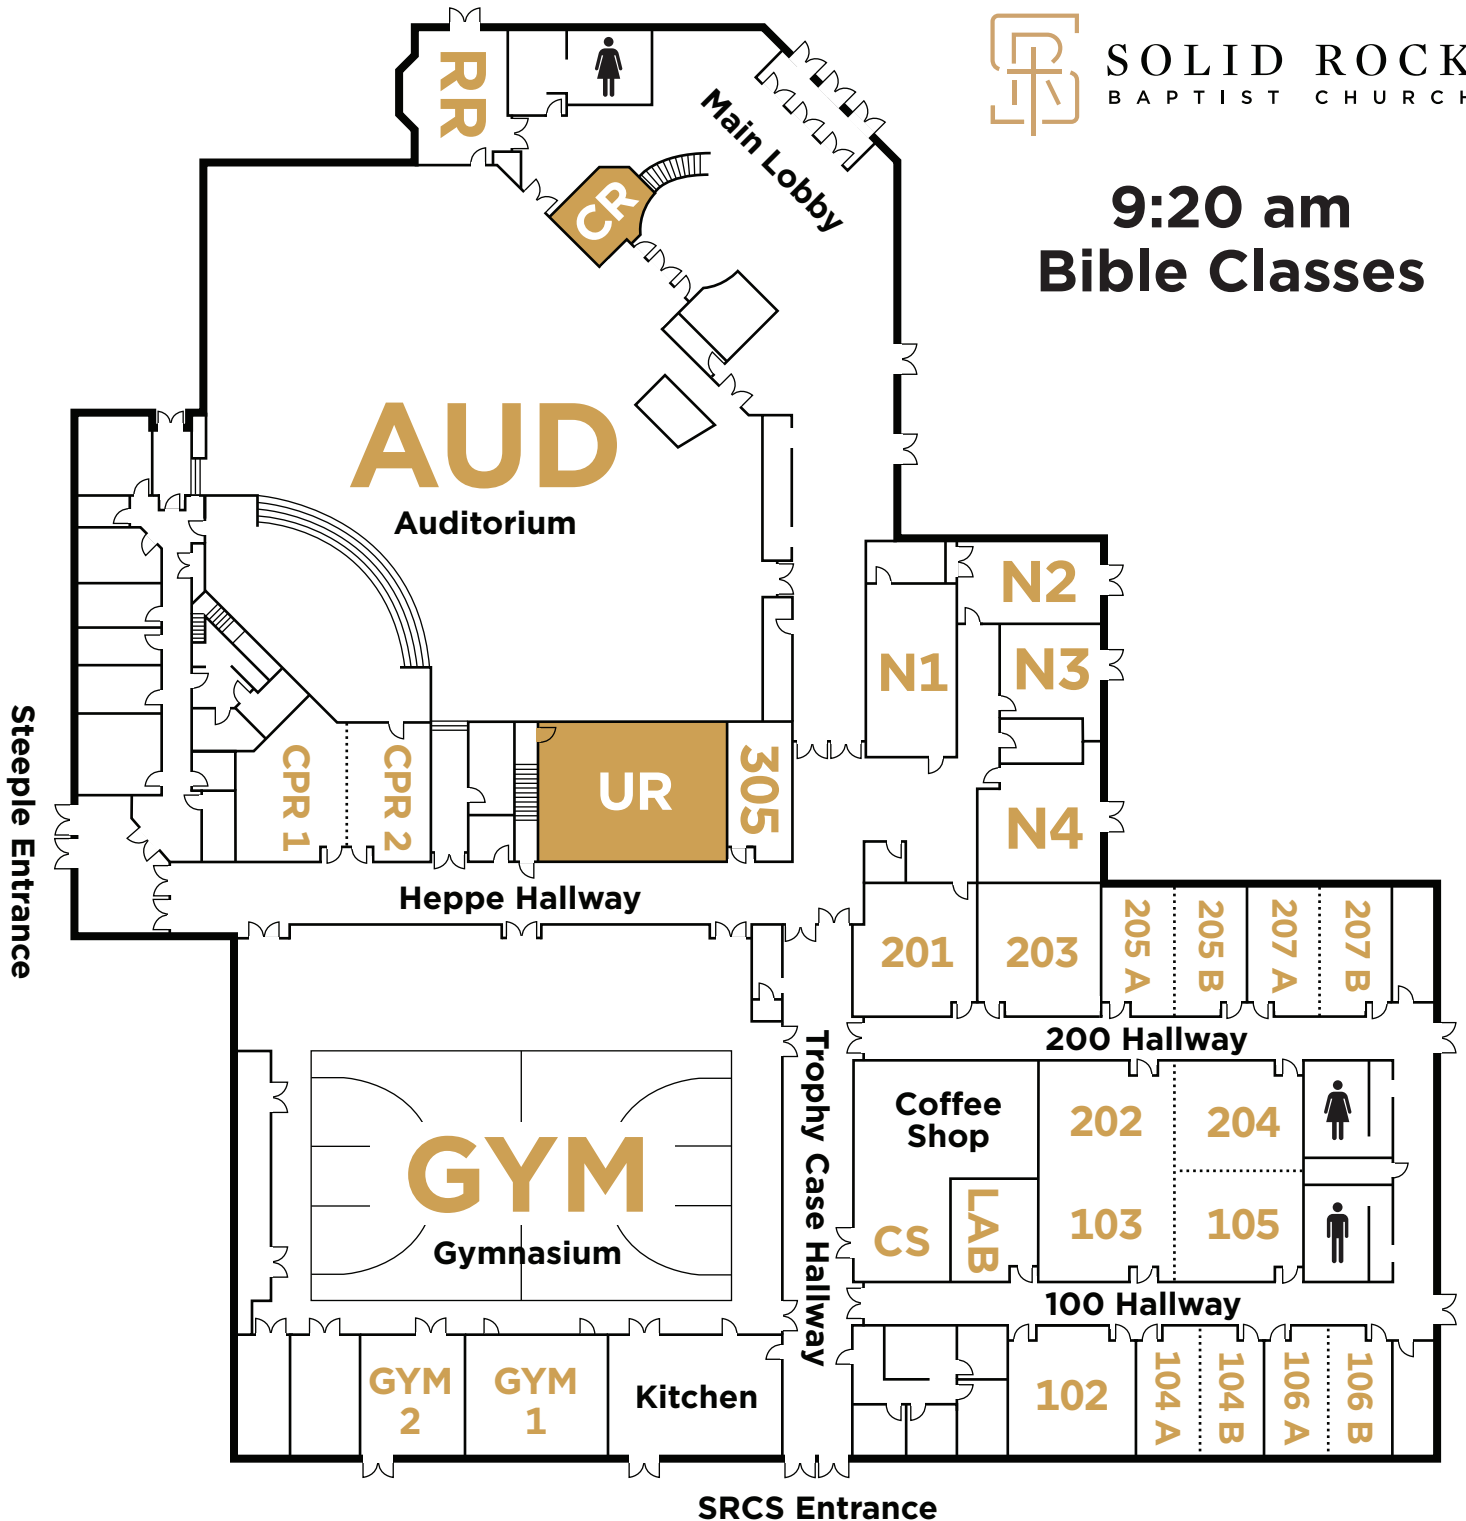 SOLID ROCK
BAPTIST CHURCH
9:20 am
Bible Classes
RR
Main Lobby
CR
AUD
Auditorium
N2
N3
N1
N4
Steeple Entrance
CPR 1
CPR 2
UR
305
Heppe Hallway
201
203
205 A
205 B
207 A
207 B
200 Hallway
Trophy Case Hallway
Coffee
Shop
202
204
GYM
Gymnasium
CS
LAB
103
105
100 Hallway
GYM
2
GYM
1
Kitchen
102
104 A
104 B
106 A
106 B
SRCS Entrance